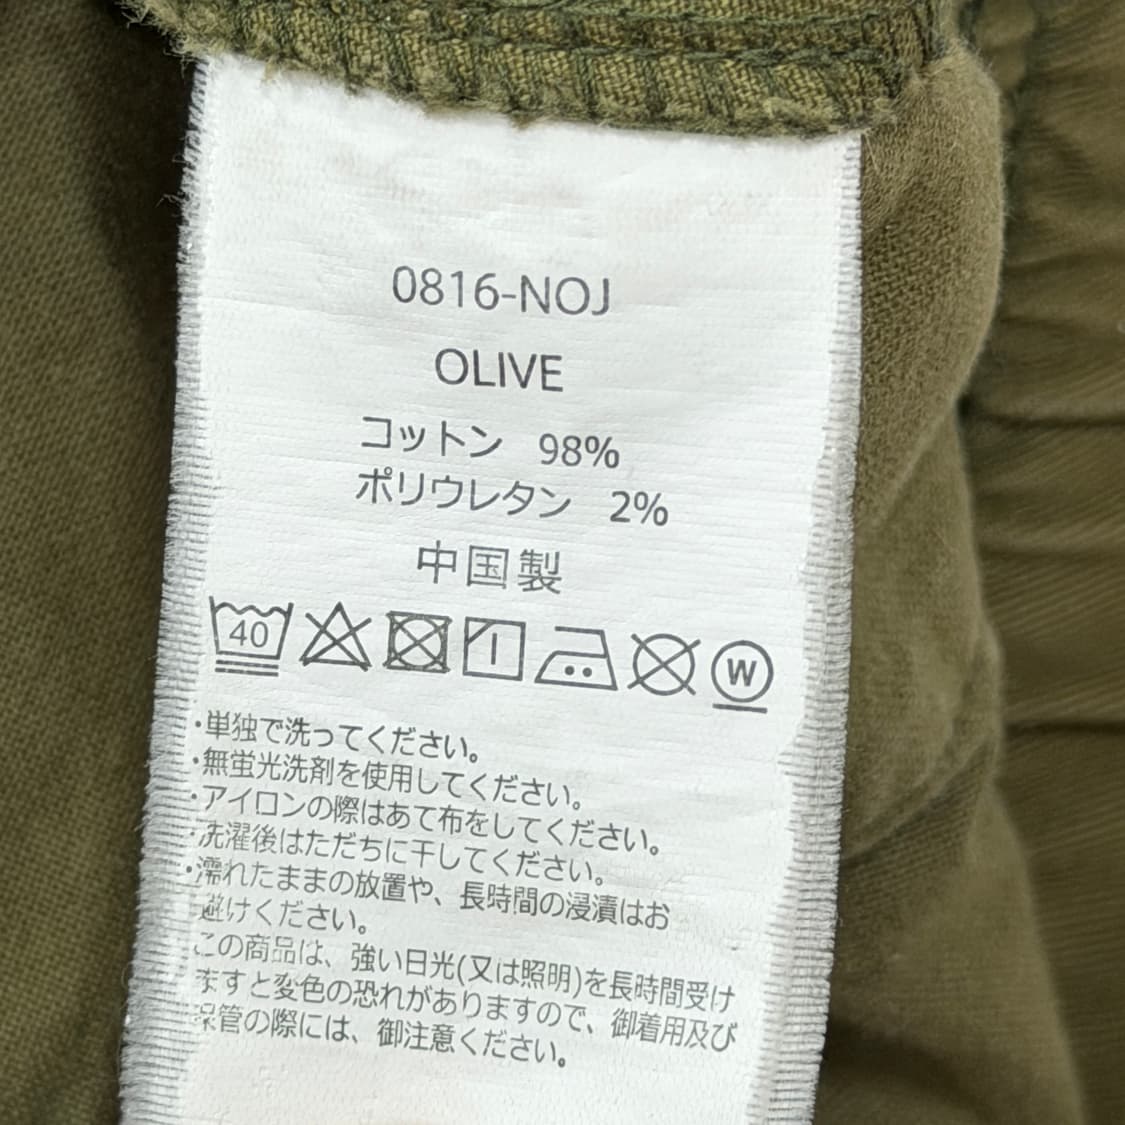 0816-NOJ
OLIVE
コットン 98%
ポリウレタン 2%
中国製
40
W
・単独で洗ってください。
・無蛍光洗剤を使用してください。
・アイロンの際はあて布をしてください。
・洗濯後はただちに干してください。
・濡れたままの放置や、長時間の浸漬はお
避けください。
この商品は、強い日光(又は照明)を長時間受け
ますと変色の恐れがありますので、御着用及び
保管の際には、御注意ください。